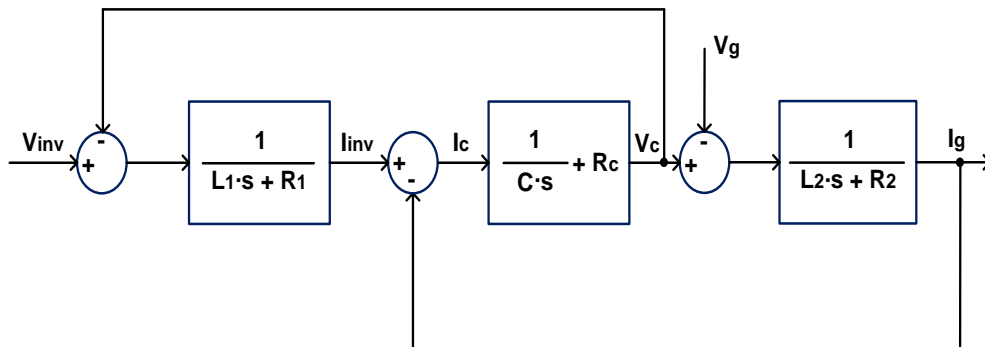 Vg
Vinv
-
+
1
L1·s + R1
Iinv
+
-
Ic
1
C·s
+ Rc
Vc
-
+
1
L2·s + R2
Ig